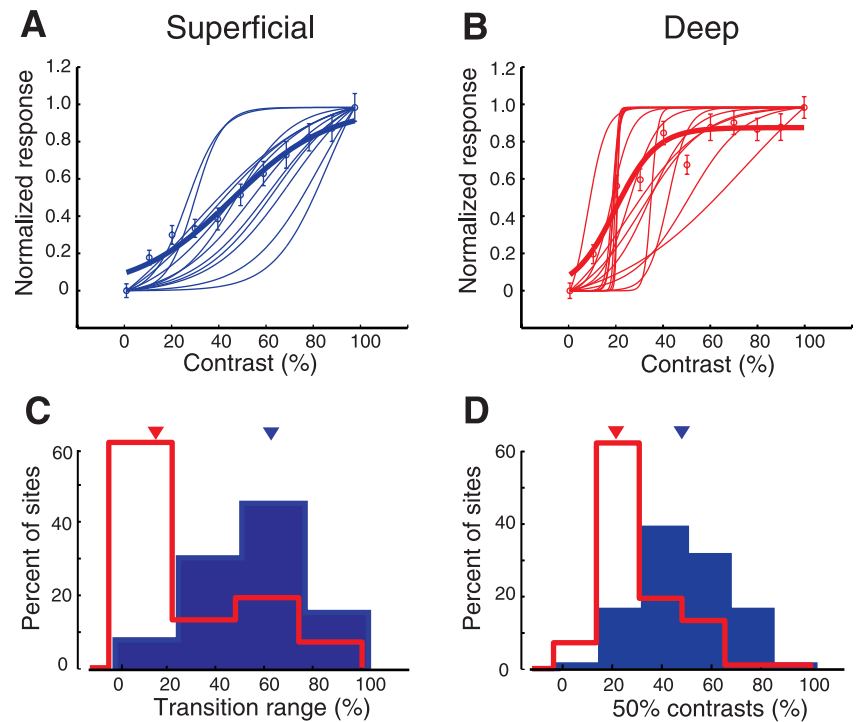 A
Superficial
B
Deep
Normalized response
1.2
1.0
0.8
0.6
0.4
0.2
0
0 20 40 60 80 100
Contrast (%)
Normalized response
1.2
1.0
0.8
0.6
0.4
0.2
0
0 20 40 60 80 100
Contrast (%)
C
Percent of sites
60
40
20
0
0 20 40 60 80 100
Transition range (%)
D
Percent of sites
60
40
20
0
0 20 40 60 80 100
50% contrasts (%)